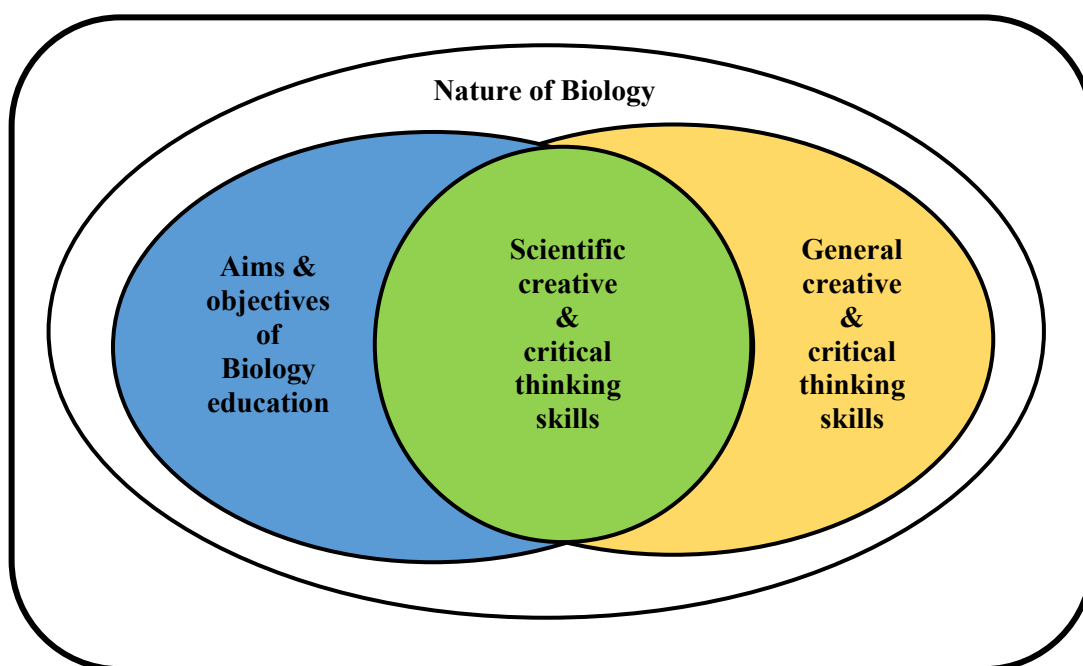 Nature of Biology
Aims &
objectives
of
Biology
education
Scientific
creative
&
critical
thinking
skills
General
creative
&
critical
thinking
skills